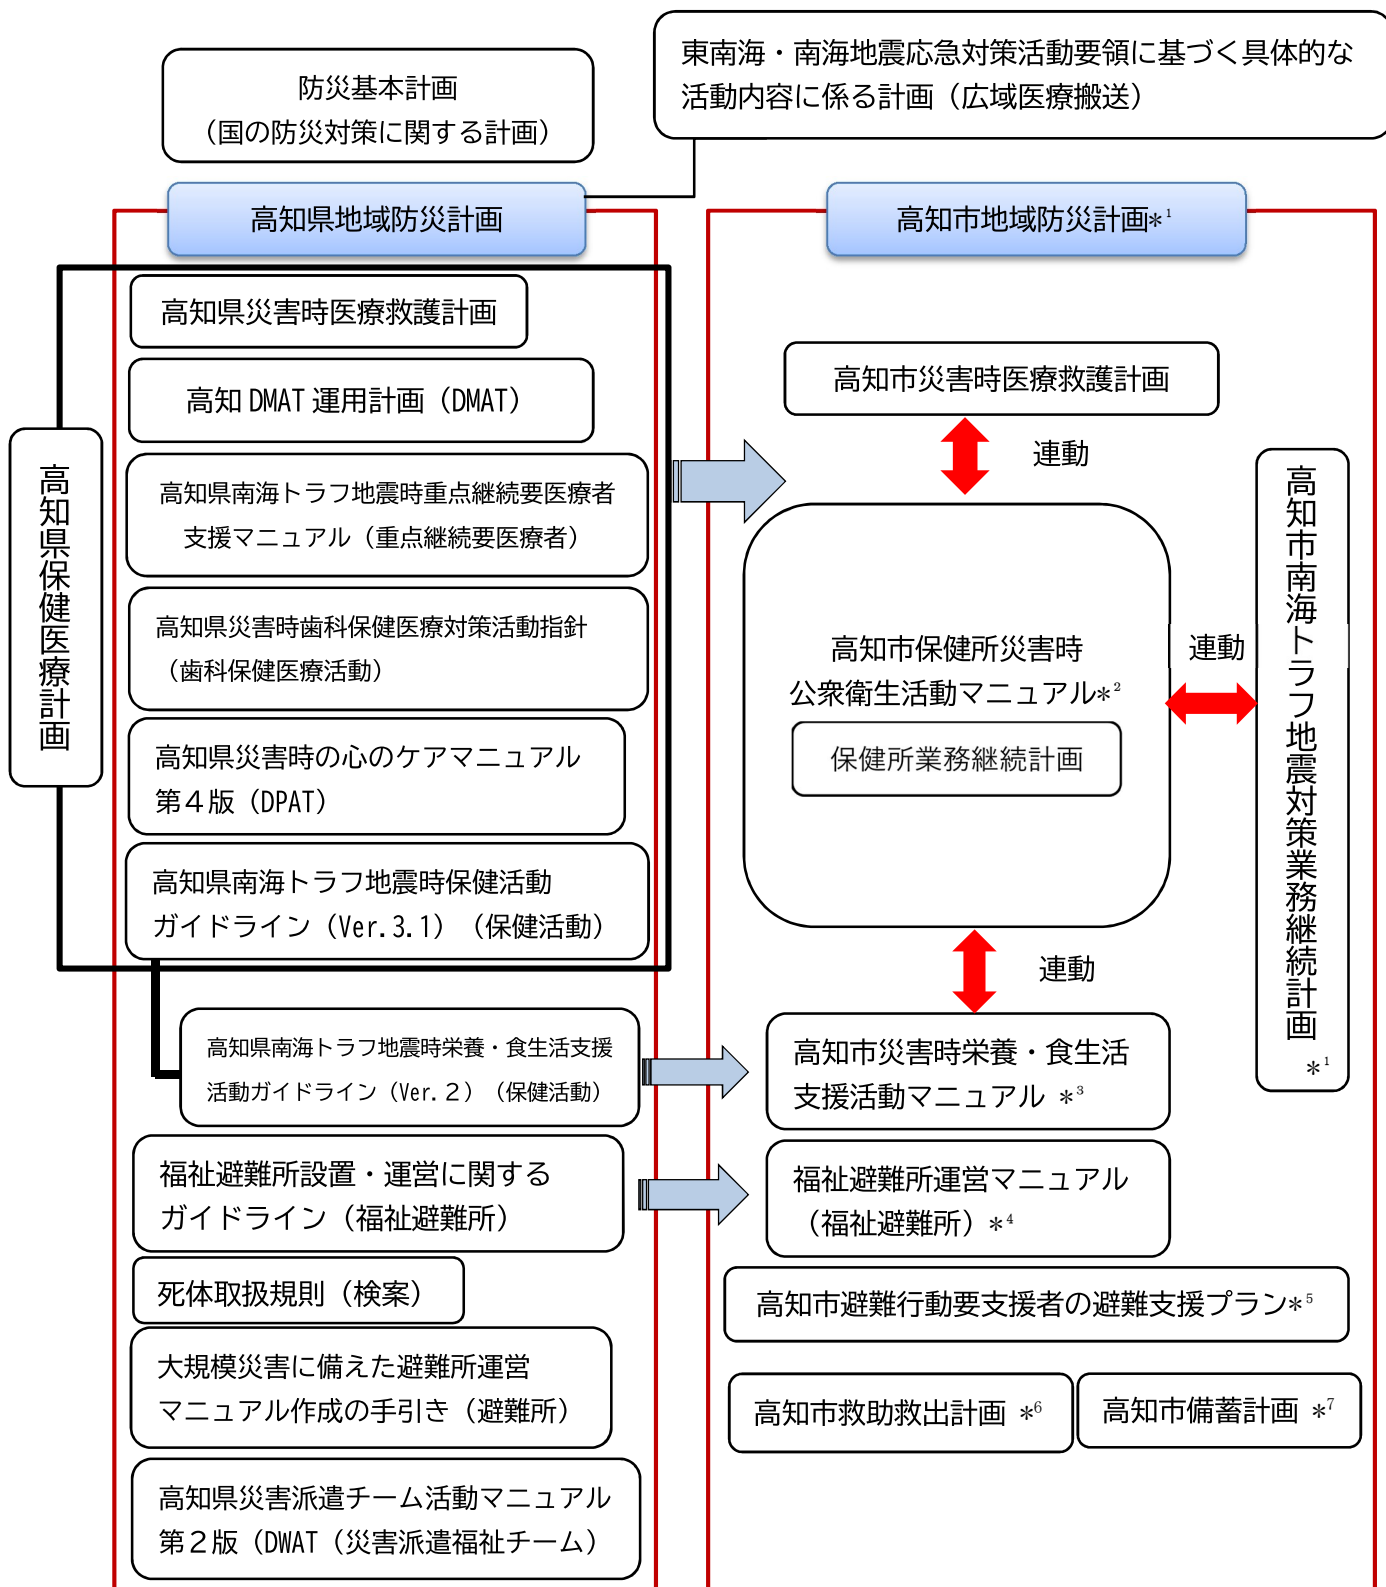 防災基本計画
（国の防災対策に関する計画）
東南海・南海地震応急対策活動要領に基づく具体的な
活動内容に係る計画（広域医療搬送）
高知県地域防災計画
高知県保健医療計画
高知県災害時医療救護計画
高知 DMAT 運用計画（DMAT）
高知県南海トラフ地震時重点継続要医療者
支援マニュアル（重点継続要医療者）
高知県災害時歯科保健医療対策活動指針
（歯科保健医療活動）
高知県災害時の心のケアマニュアル
第４版（DPAT）
高知県南海トラフ地震時保健活動
ガイドライン（Ver.3.1）（保健活動）
高知県南海トラフ地震時栄養・食生活支援
活動ガイドライン（Ver.２）（保健活動）
福祉避難所設置・運営に関する
ガイドライン（福祉避難所）
死体取扱規則（検案）
大規模災害に備えた避難所運営
マニュアル作成の手引き（避難所）
高知県災害派遣チーム活動マニュアル
第２版（DWAT（災害派遣福祉チーム）
高知市地域防災計画*1
高知市災害時医療救護計画
連動
高知市保健所災害時
公衆衛生活動マニュアル*2
保健所業務継続計画
連動
高知市南海トラフ地震対策業務継続計画
*1
連動
高知市災害時栄養・食生活
支援活動マニュアル *3
福祉避難所運営マニュアル
（福祉避難所）*4
高知市避難行動要支援者の避難支援プラン*5
高知市救助救出計画 *6
高知市備蓄計画 *7